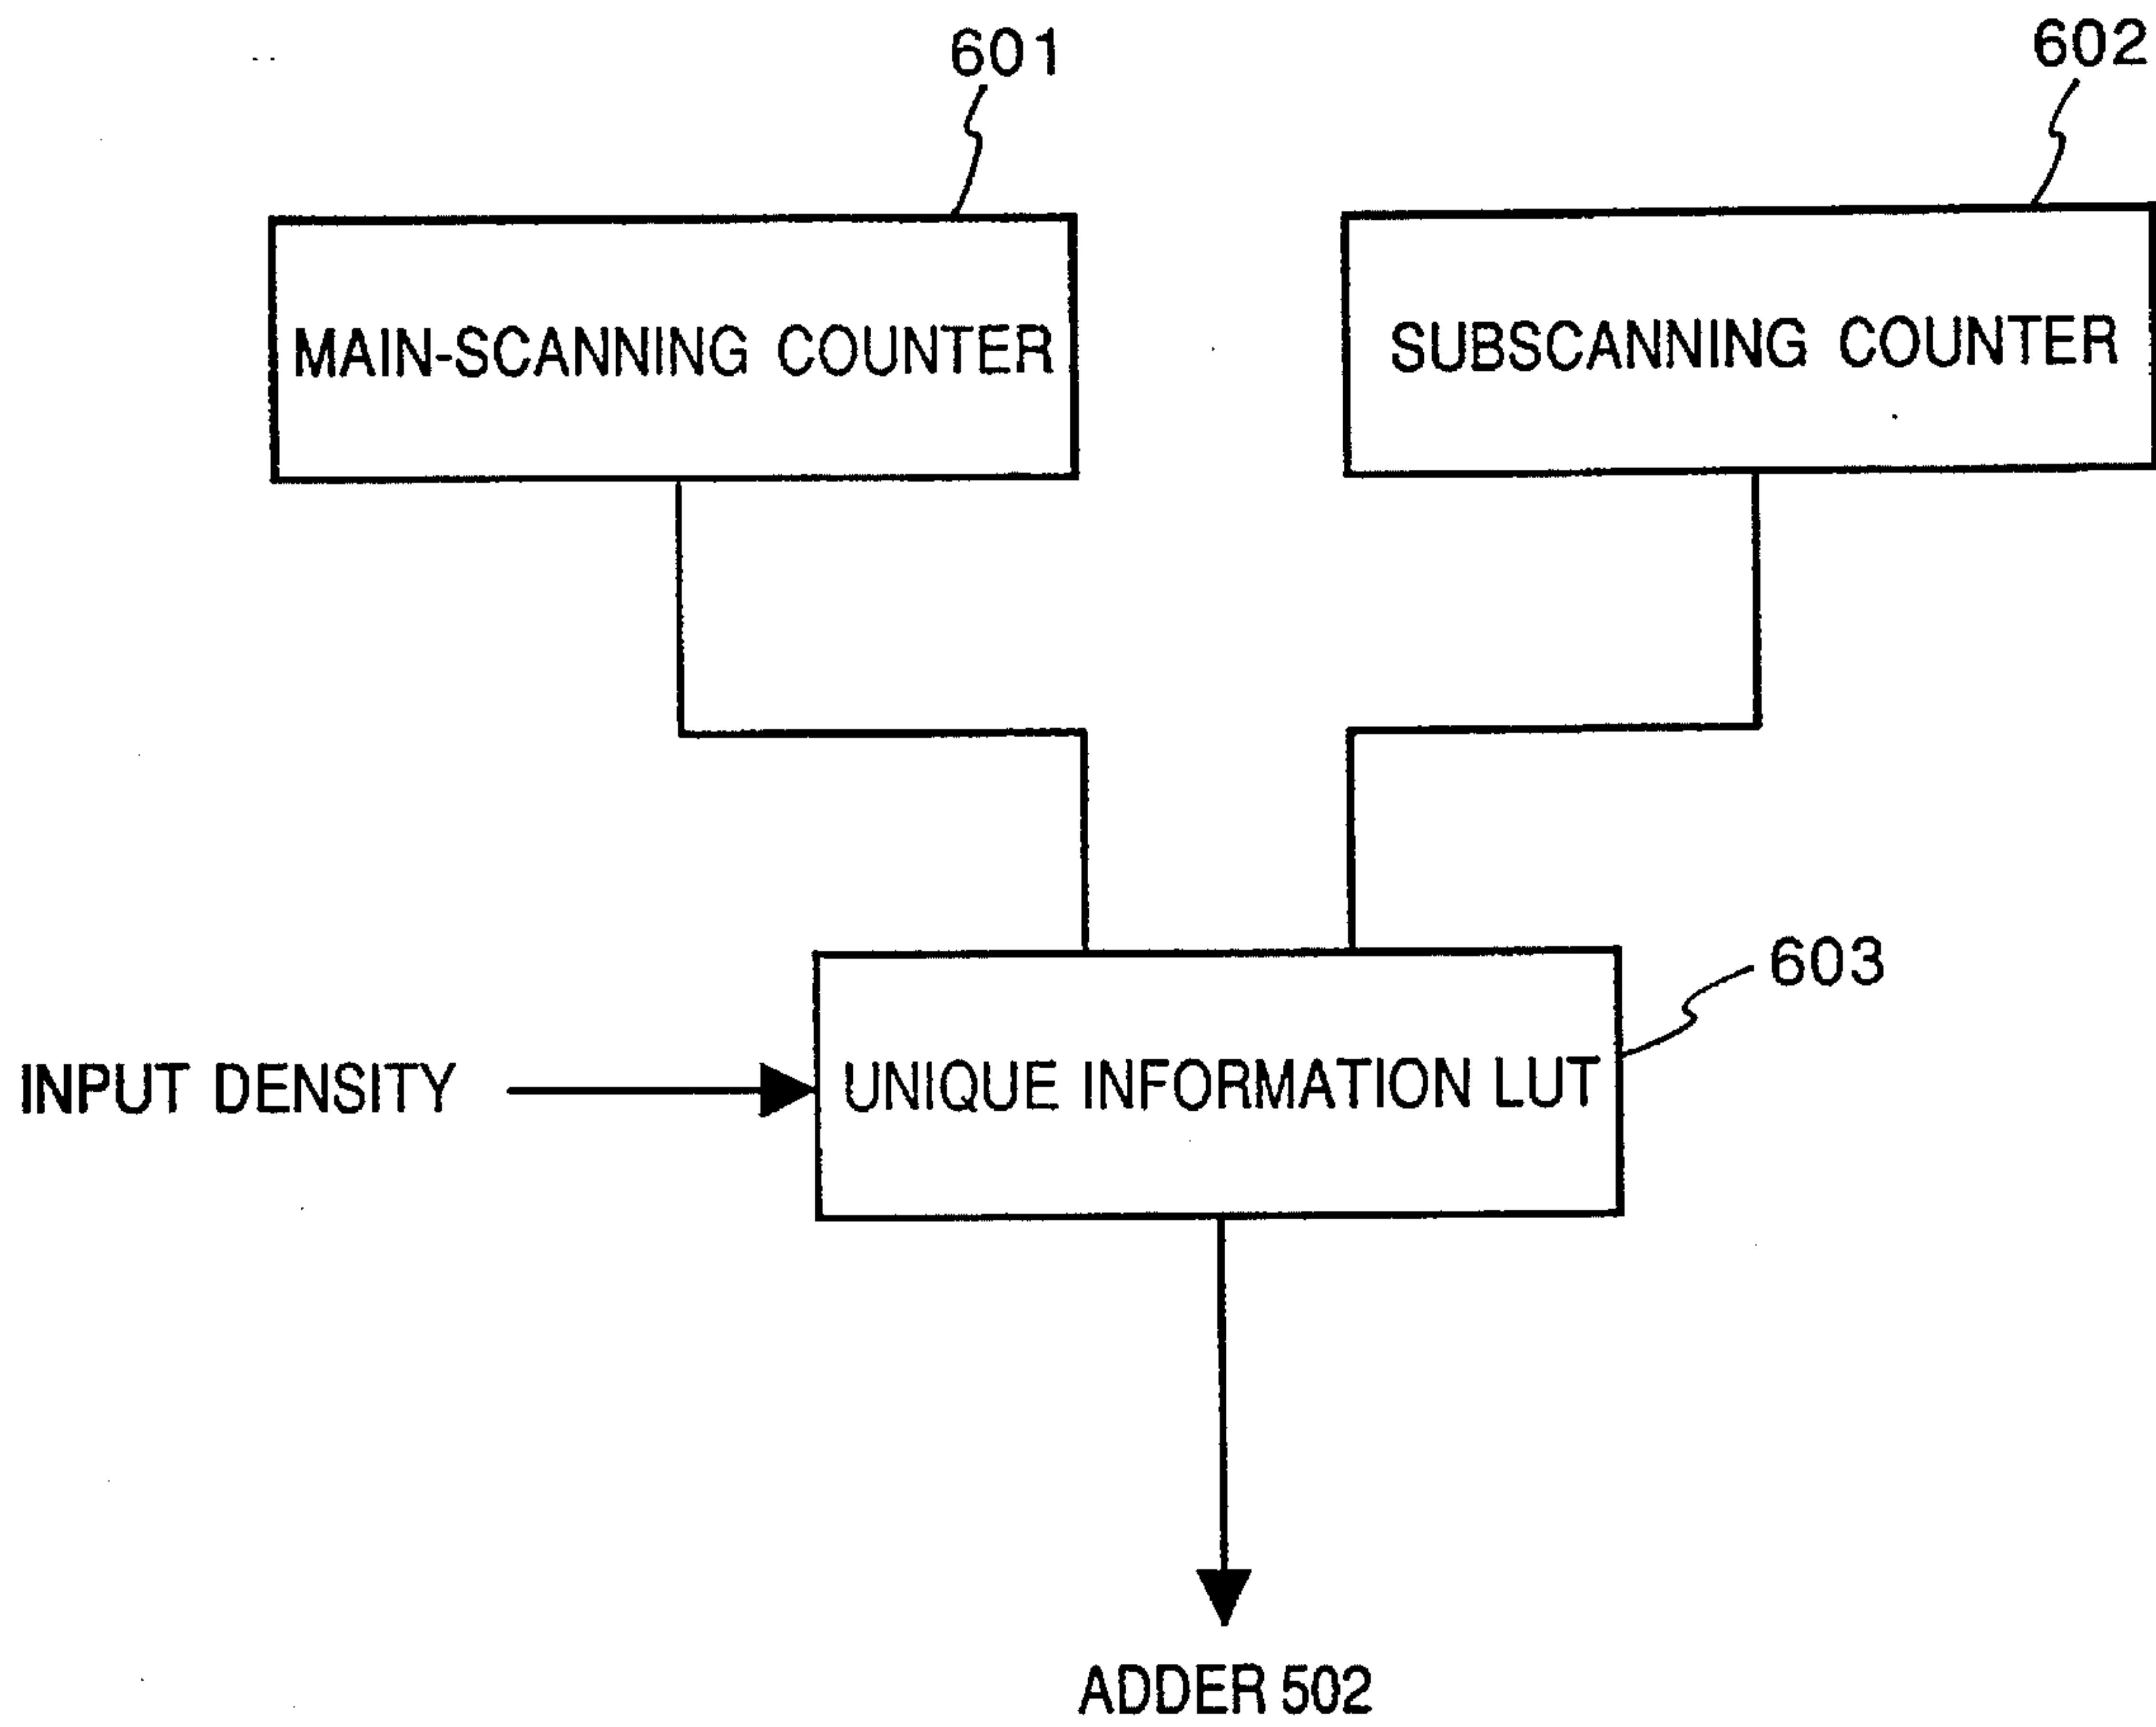 601
602
MAIN-SCANNING COUNTER
SUBSCANNING COUNTER
603
INPUT DENSITY
UNIQUE INFORMATION LUT
ADDER 502